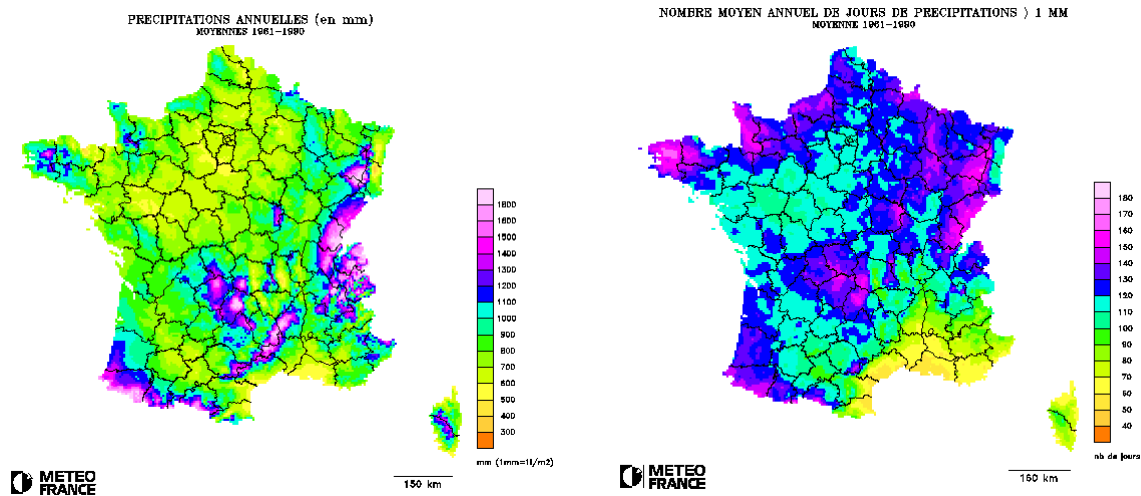 PRECIPITATIONS ANNUELLES (en mm)
MOYENNES 1961-1990
1800
1600
1500
1400
1300
1200
1100
1000
900
800
700
600
500
400
300
mm (1mm=1l/m2)
METEO
FRANCE
150 km
NOMBRE MOYEN ANNUEL DE JOURS DE PRECIPITATIONS > 1 MM
MOYENNE 1961-1990
180
170
160
150
140
130
120
110
100
90
80
70
60
50
40
nb de jours
METEO
FRANCE
160 km